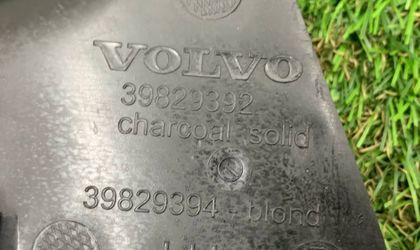 VOLVO
39829392
charcoal solid
39829394 - blond